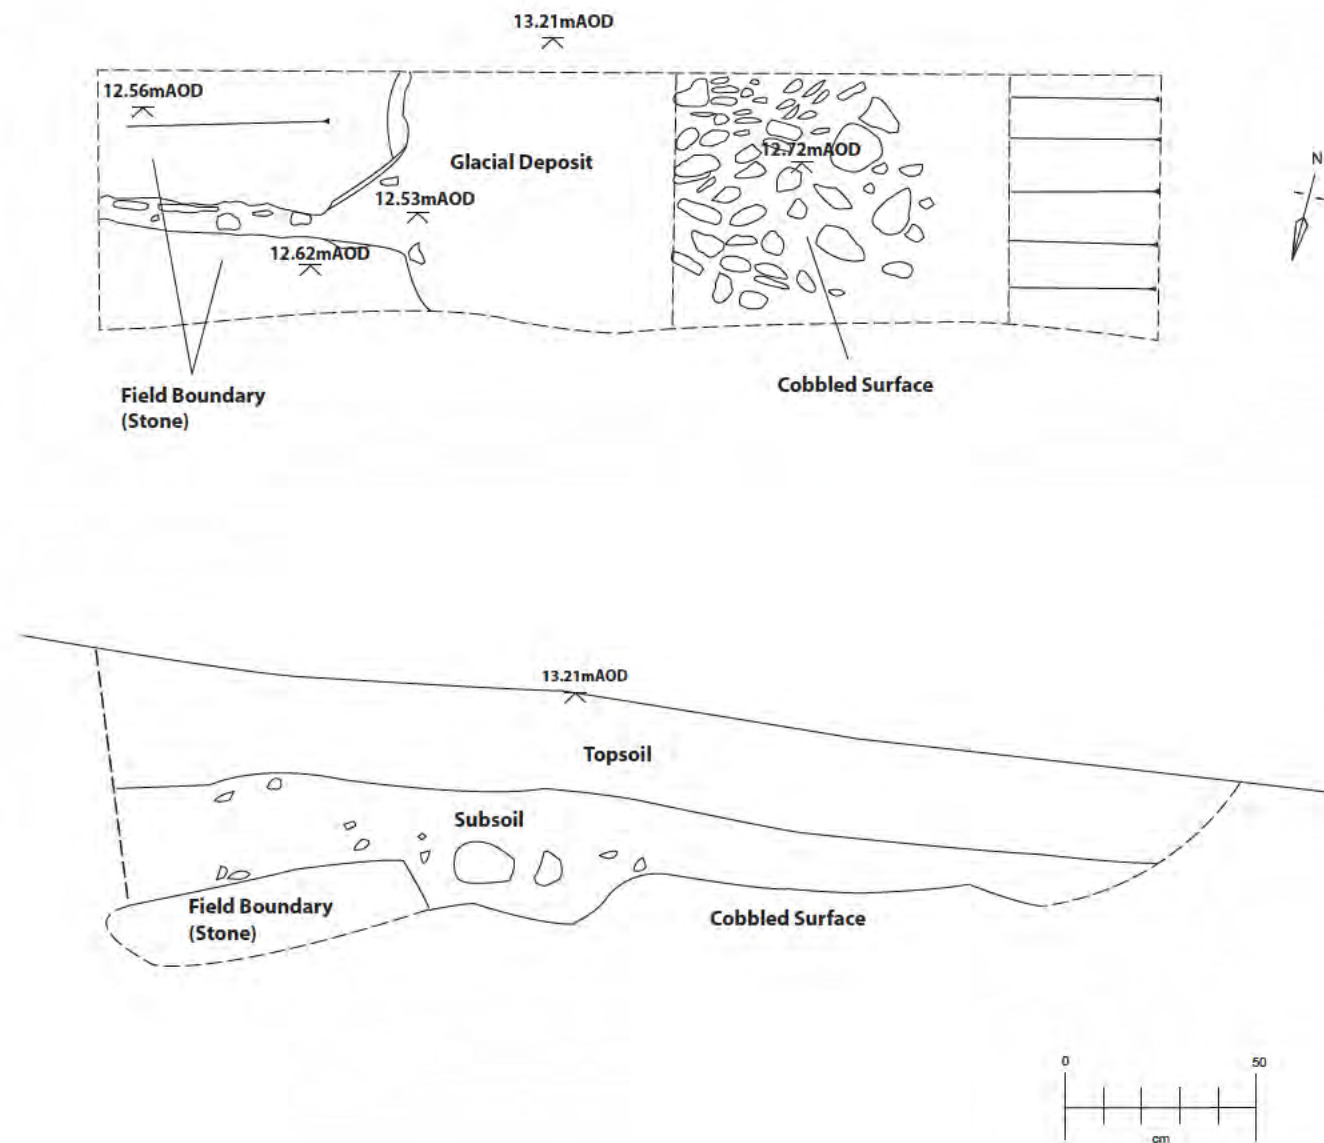 13.21mAOD
12.56mAOD
Glacial Deposit
12.72mAOD
N
12.53mAOD
12.62mAOD
Field Boundary
(Stone)
Cobbled Surface
13.21mAOD
Topsoil
Subsoil
Field Boundary
(Stone)
Cobbled Surface
0 50
cm